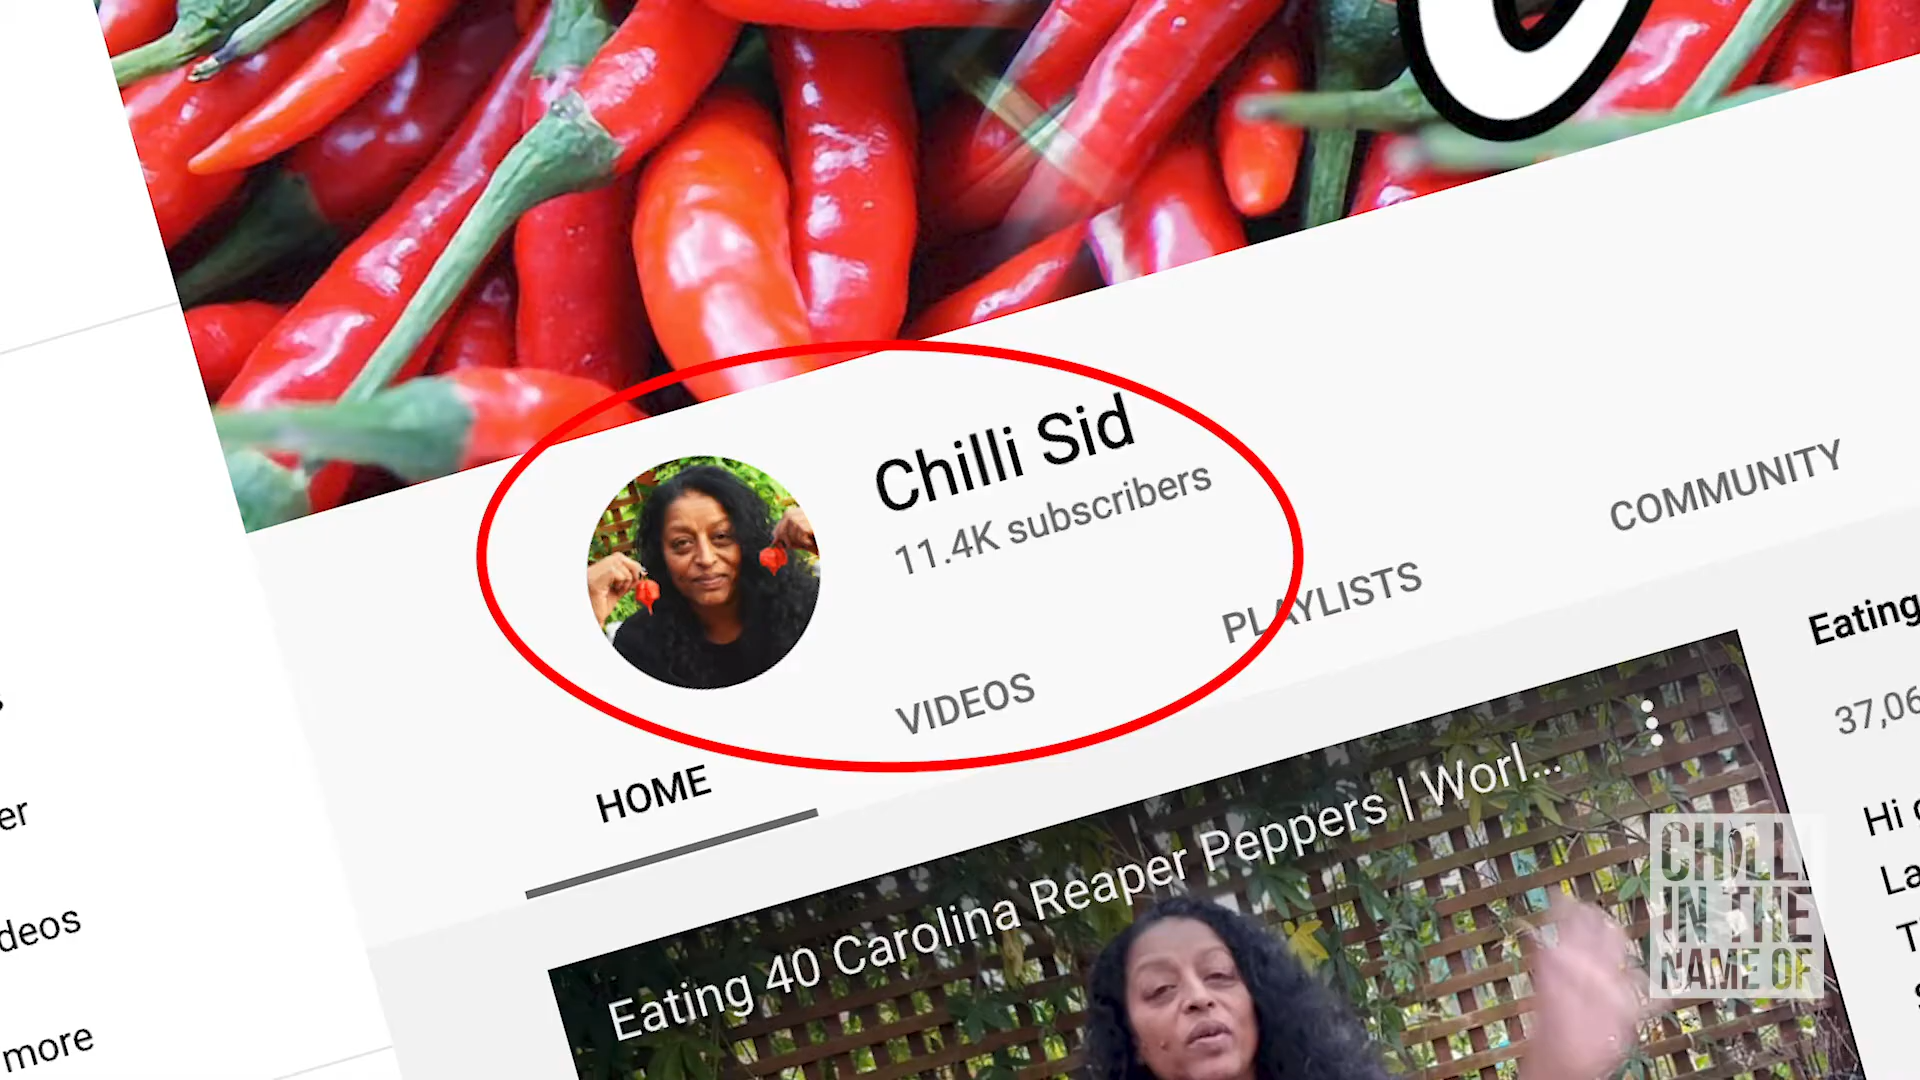 Chilli Sid
11.4K subscribers
HOME
VIDEOS
PLAYLISTS
COMMUNITY
Eating 40 Carolina Reaper Peppers | Worl...
Eating
37,06
Hi
La
T
er
deos
more
CHILLI
IN THE
NAME OF